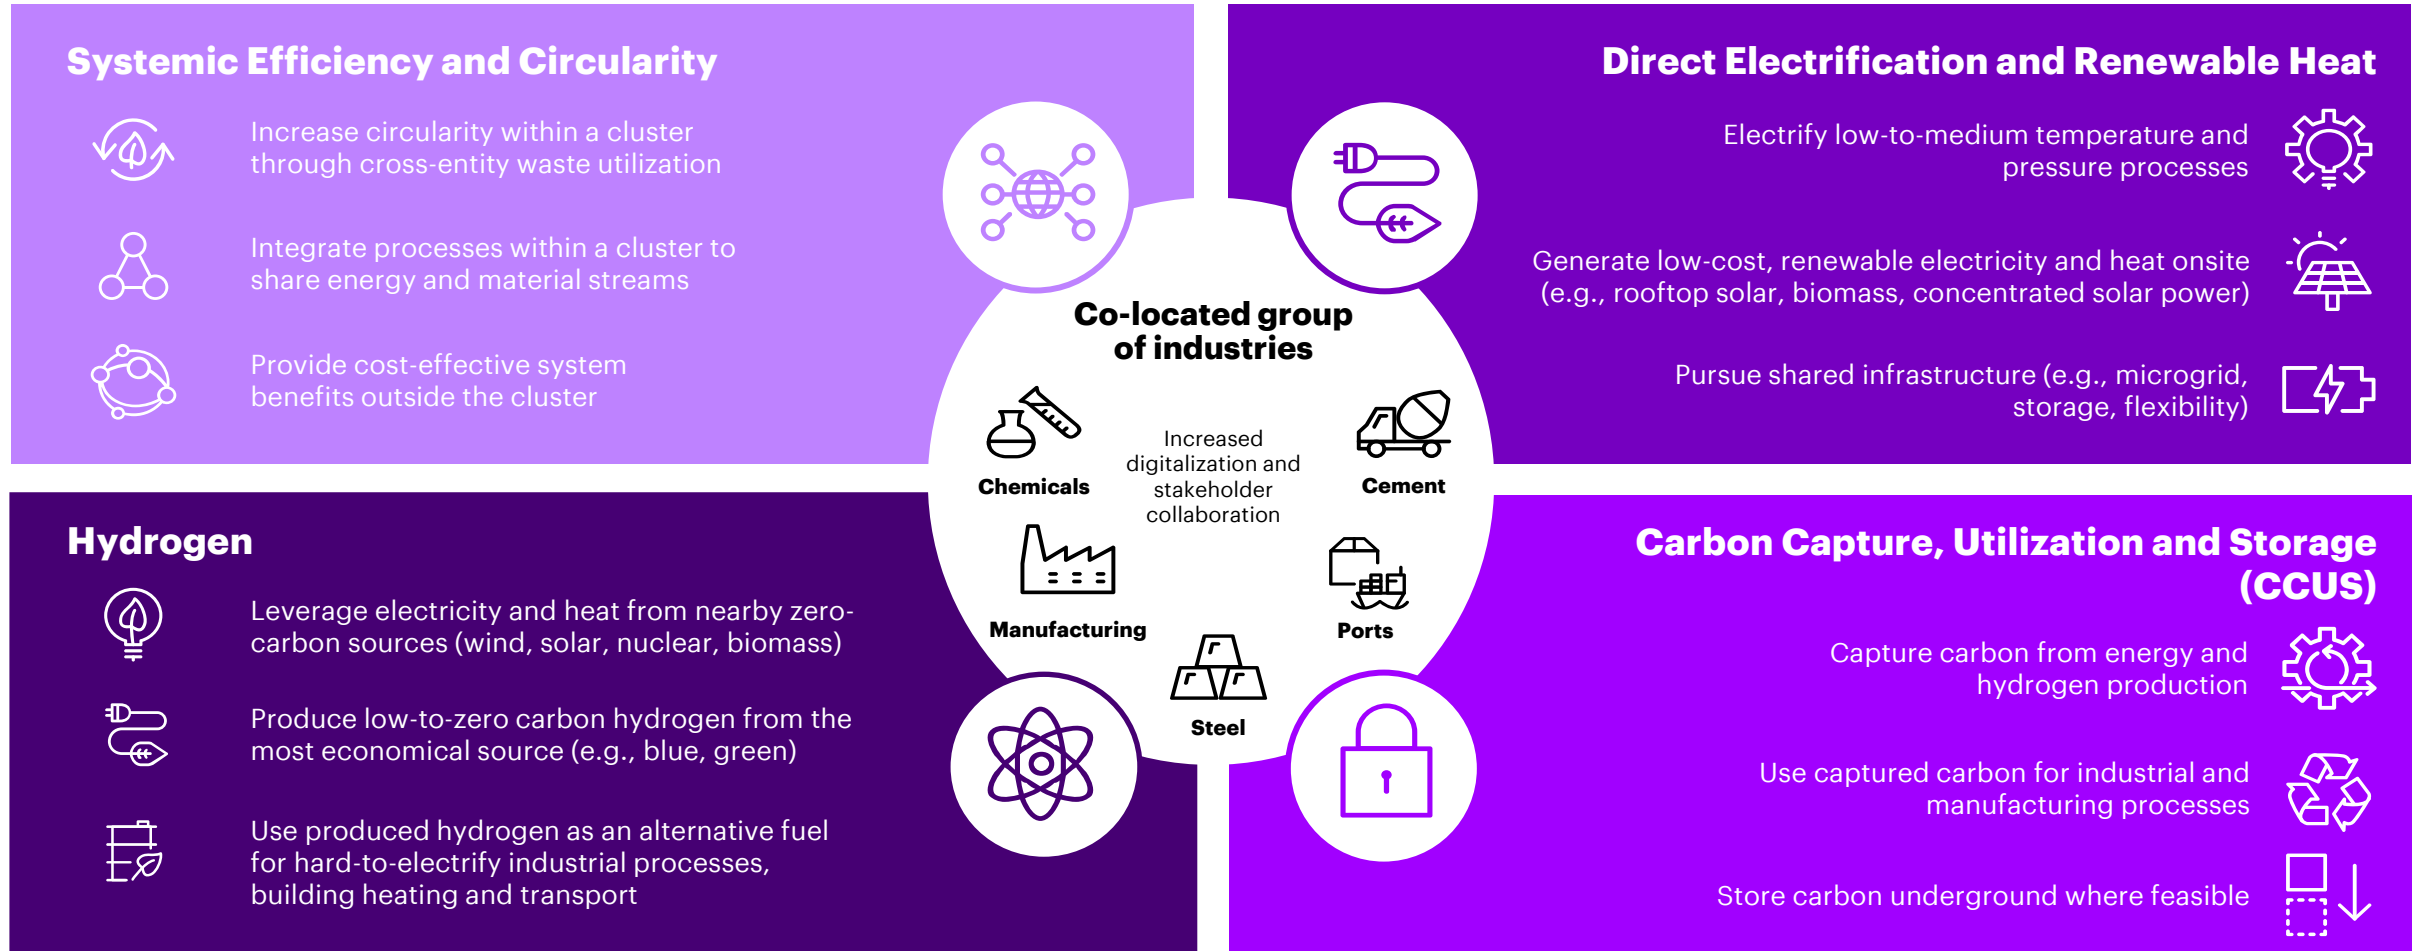 Systemic Efficiency and Circularity
Increase circularity within a cluster
through cross-entity waste utilization
Integrate processes within a cluster to
share energy and material streams
Provide cost-effective system
benefits outside the cluster
Direct Electrification and Renewable Heat
Electrify low-to-medium temperature and
pressure processes
Generate low-cost, renewable electricity and heat onsite
(e.g., rooftop solar, biomass, concentrated solar power)
Pursue shared infrastructure (e.g., microgrid,
storage, flexibility)
Co-located group
of industries
Chemicals
Increased
digitalization and
stakeholder
collaboration
Cement
Manufacturing
Ports
Steel
Hydrogen
Leverage electricity and heat from nearby zero-
carbon sources (wind, solar, nuclear, biomass)
Produce low-to-zero carbon hydrogen from the
most economical source (e.g., blue, green)
Use produced hydrogen as an alternative fuel
for hard-to-electrify industrial processes,
building heating and transport
Carbon Capture, Utilization and Storage
(CCUS)
Capture carbon from energy and
hydrogen production
Use captured carbon for industrial and
manufacturing processes
Store carbon underground where feasible